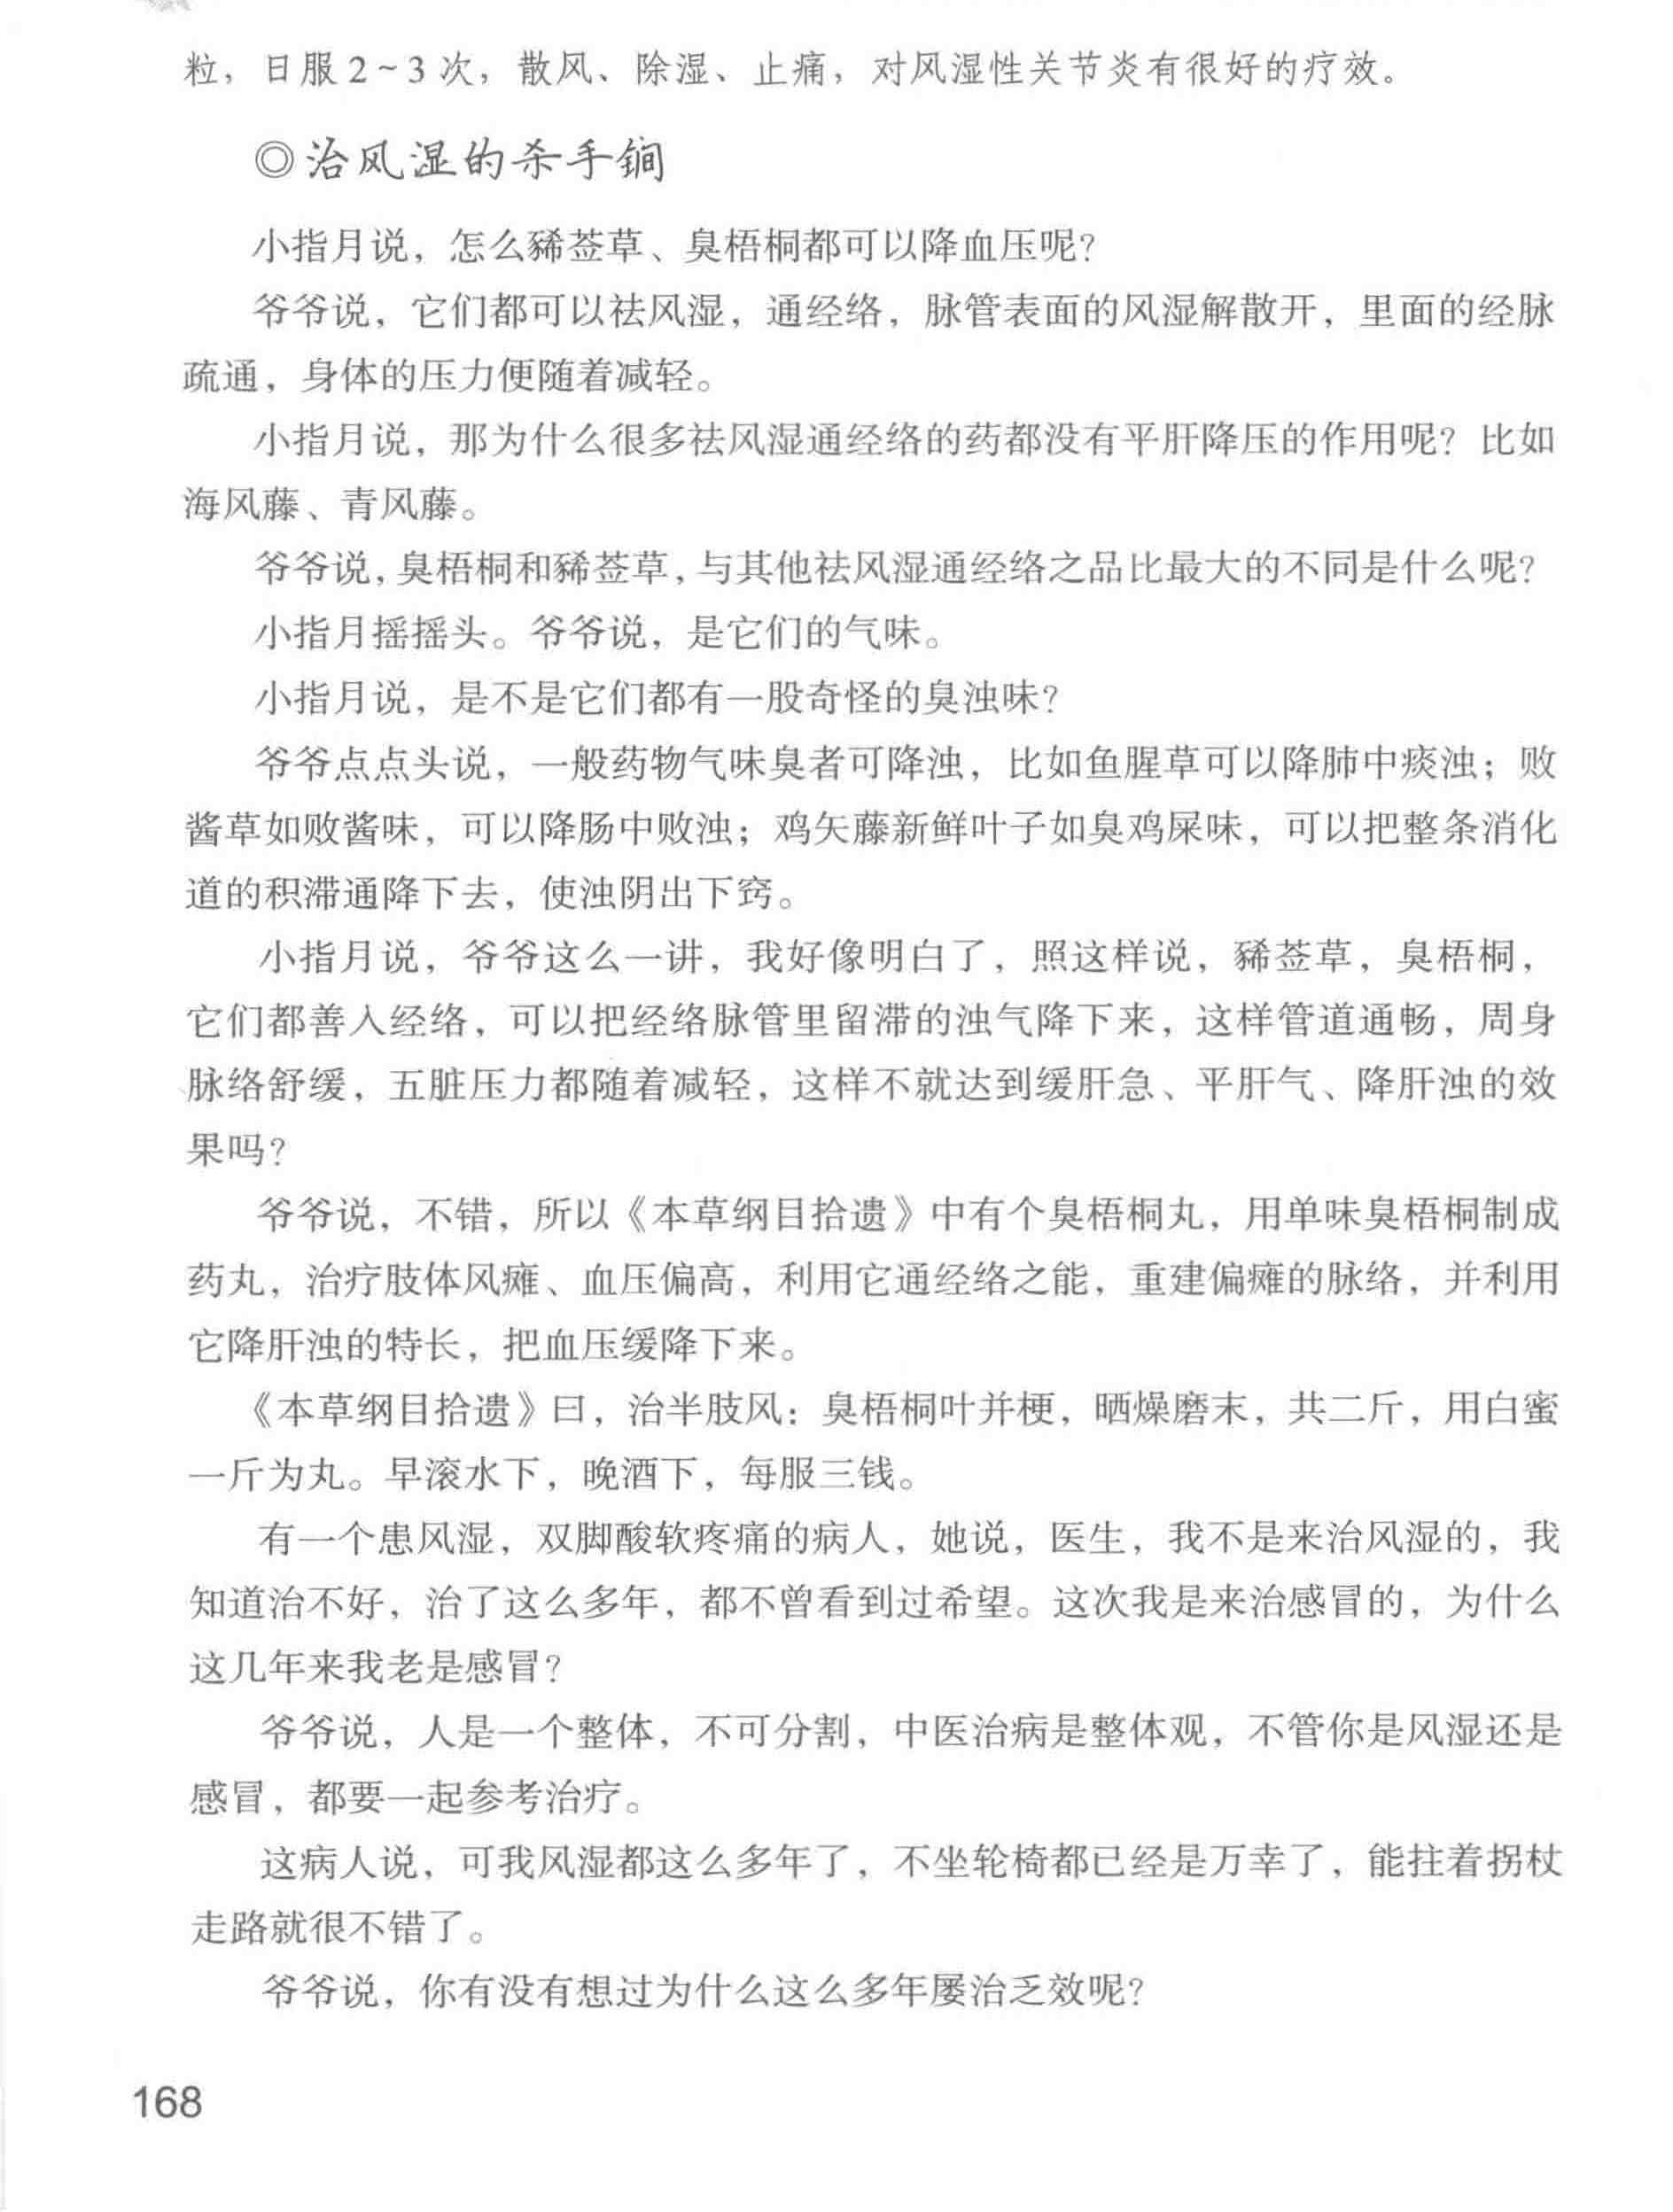 粒，日服2~3次，散风、除湿、止痛，对风湿性关节炎有很好的疗效。
◎治风湿的杀手锏
小指月说，怎么豨莶草、臭梧桐都可以降血压呢？
爷爷说，它们都可以祛风湿，通经络，脉管表面的风湿解散开，里面的经脉
疏通，身体的压力便随着减轻。
小指月说，那为什么很多祛风湿通经络的药都没有平肝降压的作用呢？比如
海风藤、青风藤。
爷爷说，臭梧桐和豨莶草，与其他祛风湿通经络之品比最大的不同是什么呢？
小指月摇摇头。爷爷说，是它们的气味。
小指月说，是不是它们都有一股奇怪的臭浊味？
爷爷点点头说，一般药物气味臭者可降浊，比如鱼腥草可以降肺中痰浊；败
酱草如败酱味，可以降肠中败浊；鸡矢藤新鲜叶子如臭鸡屎味，可以把整条消化
道的积滞通降下去，使浊阴出下窍。
小指月说，爷爷这么一讲，我好像明白了，照这样说，豨莶草，臭梧桐，
它们都善入经络，可以把经络脉管里留滞的浊气降下来，这样管道通畅，周身
脉络舒缓，五脏压力都随着减轻，这样不就达到缓肝急、平肝气、降肝浊的效
果吗？
爷爷说，不错，所以《本草纲目拾遗》中有个臭梧桐丸，用单味臭梧桐制成
药丸，治疗肢体风瘫、血压偏高，利用它通经络之能，重建偏瘫的脉络，并利用
它降肝浊的特长，把血压缓降下来。
《本草纲目拾遗》曰，治半肢风：臭梧桐叶并梗，晒燥磨末，共二斤，用白蜜
一斤为丸。早滚水下，晚酒下，每服三钱。
有一个患风湿，双脚酸软疼痛的病人，她说，医生，我不是来治风湿的，我
知道治不好，治了这么多年，都不曾看到过希望。这次我是来治感冒的，为什么
这几年来我老是感冒？
爷爷说，人是一个整体，不可分割，中医治病是整体观，不管你是风湿还是
感冒，都要一起参考治疗。
这病人说，可我风湿都这么多年了，不坐轮椅都已经是万幸了，能拄着拐杖
走路就很不错了。
爷爷说，你有没有想过为什么这么多年屡治乏效呢？
168